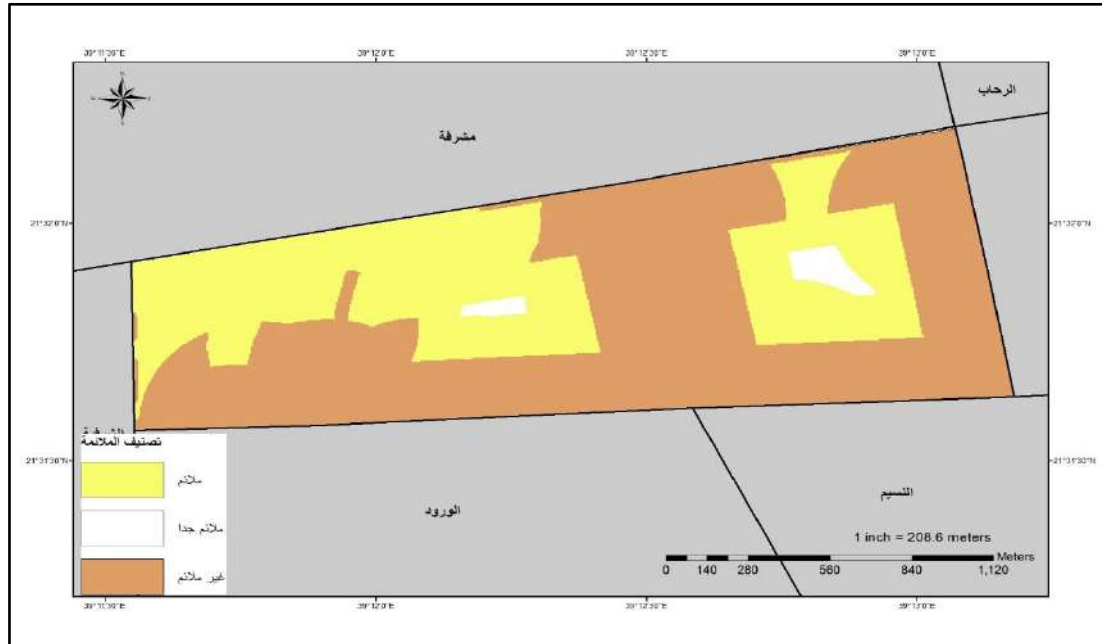 39°11'30"E 39°12'0"E 39°12'30"E 39°13'0"E
الرحاب
مشرفة
21°32'0"N 21°32'0"N
تصنيف الملائمة
21°31'30"N 21°31'30"N
ملائم
النسيم
الورود
ملائم جدا
1 inch = 208.6 meters
Meters
غير ملائم
0 140 280 560 840 1,120
39°11'30"E 39°12'0"E 39°12'30"E 39°13'0"E